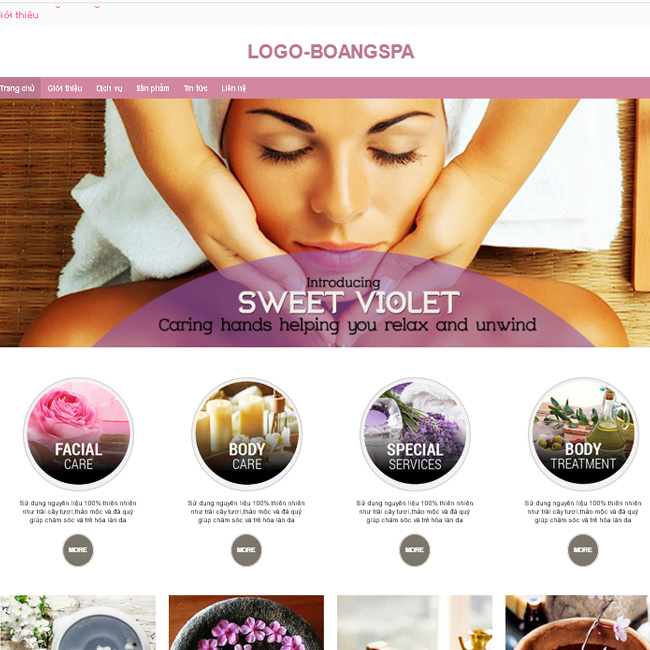 iới thiệu
LOGO-BOANGSPA
Trang chủ Giới thiệu Dịch vụ Sản phẩm Tin tức Liên hệ
Introducing
SWEET VIOLET
Caring hands helping you relax and unwind
FACIAL
CARE
Sử dụng nguyên liệu 100% thiên nhiên
như trái cây tươi,thảo mộc và đá quý
giúp chăm sóc và trẻ hóa làn da
MORE
BODY
CARE
Sử dụng nguyên liệu 100% thiên nhiên
như trái cây tươi,thảo mộc và đá quý
giúp chăm sóc và trẻ hóa làn da
MORE
SPECIAL
SERVICES
Sử dụng nguyên liệu 100% thiên nhiên
như trái cây tươi,thảo mộc và đá quý
giúp chăm sóc và trẻ hóa làn da
MORE
BODY
TREATMENT
Sử dụng nguyên liệu 100% thiên nhiên
như trái cây tươi,thảo mộc và đá quý
giúp chăm sóc và trẻ hóa làn da
MORE